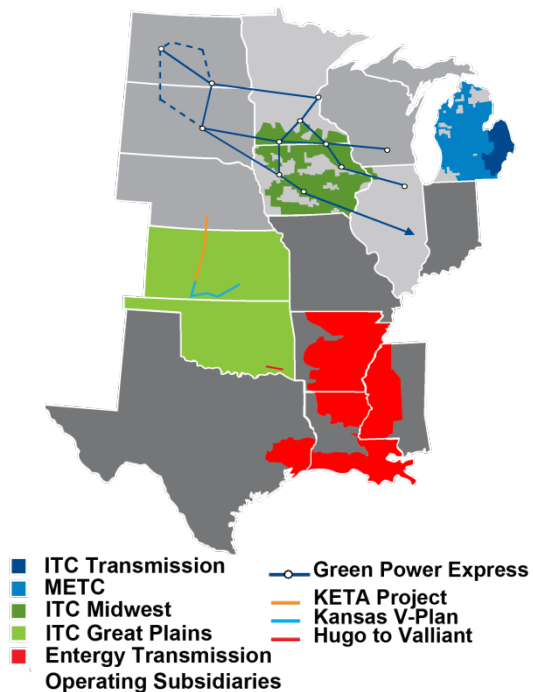 ITC Transmission
METC
ITC Midwest
ITC Great Plains
Entergy Transmission
Operating Subsidiaries
Green Power Express
KETA Project
Kansas V-Plan
Hugo to Valliant